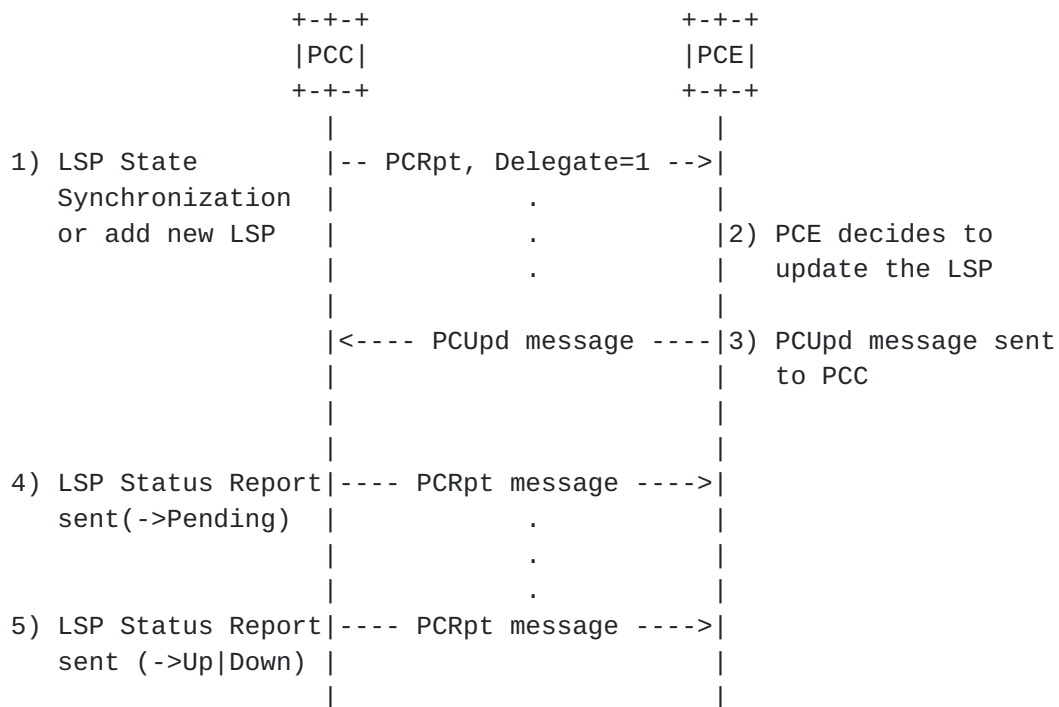 +-+-+                    +-+-+
|PCC|                    |PCE|
+-+-+                    +-+-+
|                        |
1) LSP State        |-- PCRpt, Delegate=1 -->|
Synchronization  |            .           |
or add new LSP   |            .           |2) PCE decides to
|            .           |   update the LSP
|                        |
|<---- PCUpd message ----|3) PCUpd message sent
|                        |   to PCC
|                        |
|                        |
4) LSP Status Report|---- PCRpt message ---->|
sent(->Pending)  |            .           |
|            .           |
|            .           |
5) LSP Status Report|---- PCRpt message ---->|
sent (->Up|Down) |                        |
|                        |